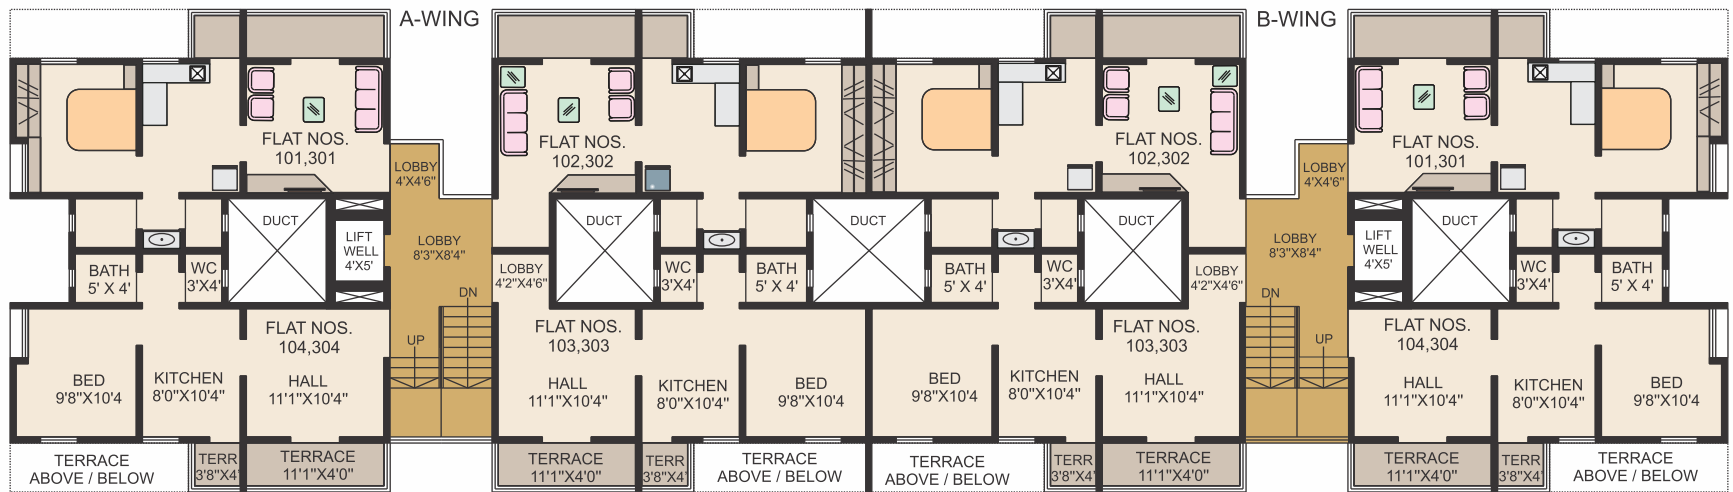 A-WING
B-WING
FLAT NOS.
101,301
FLAT NOS.
102,302
FLAT NOS.
102,302
FLAT NOS.
101,301
LOBBY
4'X4'6"
LOBBY
4'X4'6"
DUCT
LIFT
WELL
4'X5'
LOBBY
8'3"X8'4"
DUCT
DUCT
DUCT
LOBBY
8'3"X8'4"
LIFT
WELL
4'X5'
DUCT
BATH
5' X 4'
WC
3'X4'
LOBBY
4'2"X4'6"
WC
3'X4'
BATH
5' X 4'
BATH
5' X 4'
WC
3'X4'
LOBBY
4'2"X4'6"
WC
3'X4'
BATH
5' X 4'
DN
DN
UP
UP
FLAT NOS.
104,304
FLAT NOS.
103,303
FLAT NOS.
103,303
FLAT NOS.
104,304
BED
9'8"X10'4
KITCHEN
8'0"X10'4"
HALL
11'1"X10'4"
HALL
11'1"X10'4"
KITCHEN
8'0"X10'4"
BED
9'8"X10'4
BED
9'8"X10'4
KITCHEN
8'0"X10'4"
HALL
11'1"X10'4"
HALL
11'1"X10'4"
KITCHEN
8'0"X10'4"
BED
9'8"X10'4
TERRACE
ABOVE / BELOW
TERR
3'8"X4'
TERRACE
11'1"X4'0"
TERRACE
11'1"X4'0"
TERR
3'8"X4'
TERRACE
ABOVE / BELOW
TERRACE
ABOVE / BELOW
TERR
3'8"X4'
TERRACE
11'1"X4'0"
TERRACE
11'1"X4'0"
TERR
3'8"X4'
TERRACE
ABOVE / BELOW